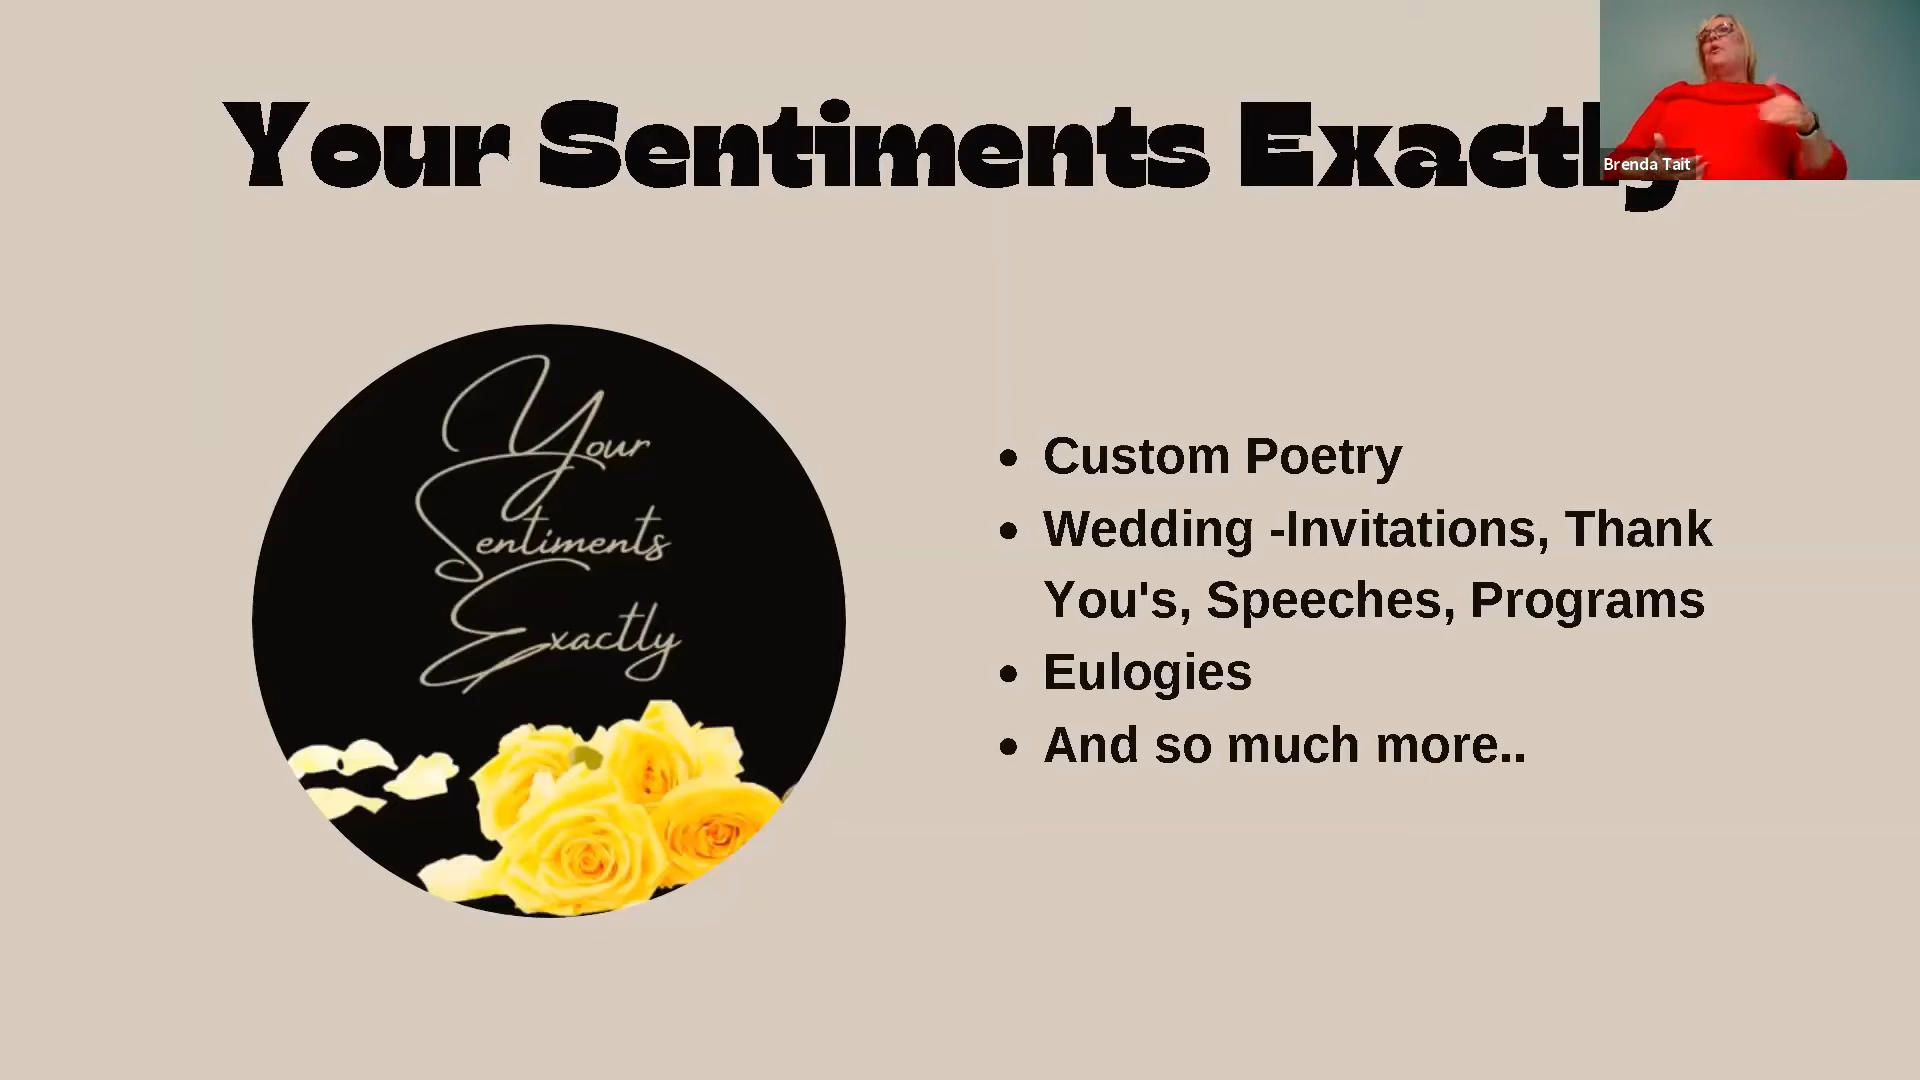 Your Sentiments Exactly
Brenda Tait
Your
Sentiments
Exactly
• Custom Poetry
• Wedding -Invitations, Thank
You's, Speeches, Programs
• Eulogies
• And so much more..